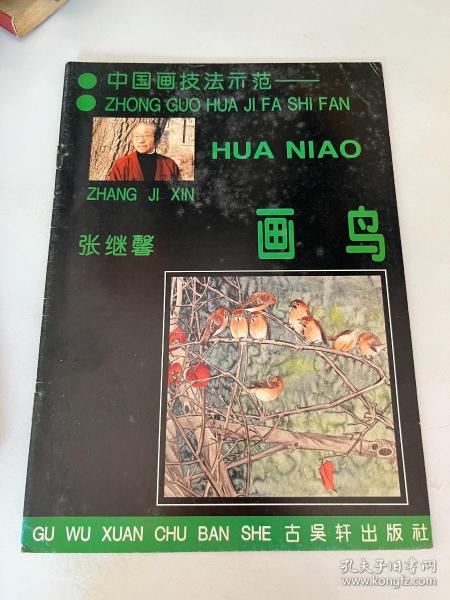 中国画技法示范——
ZHONG GUO HUA JI FA SHI FAN
HUA NIAO
ZHANG JI XIN
张继馨
画鸟
GU WU XUAN CHU BAN SHE 古吳轩出版社
孔夫子旧书网
kongfz.com